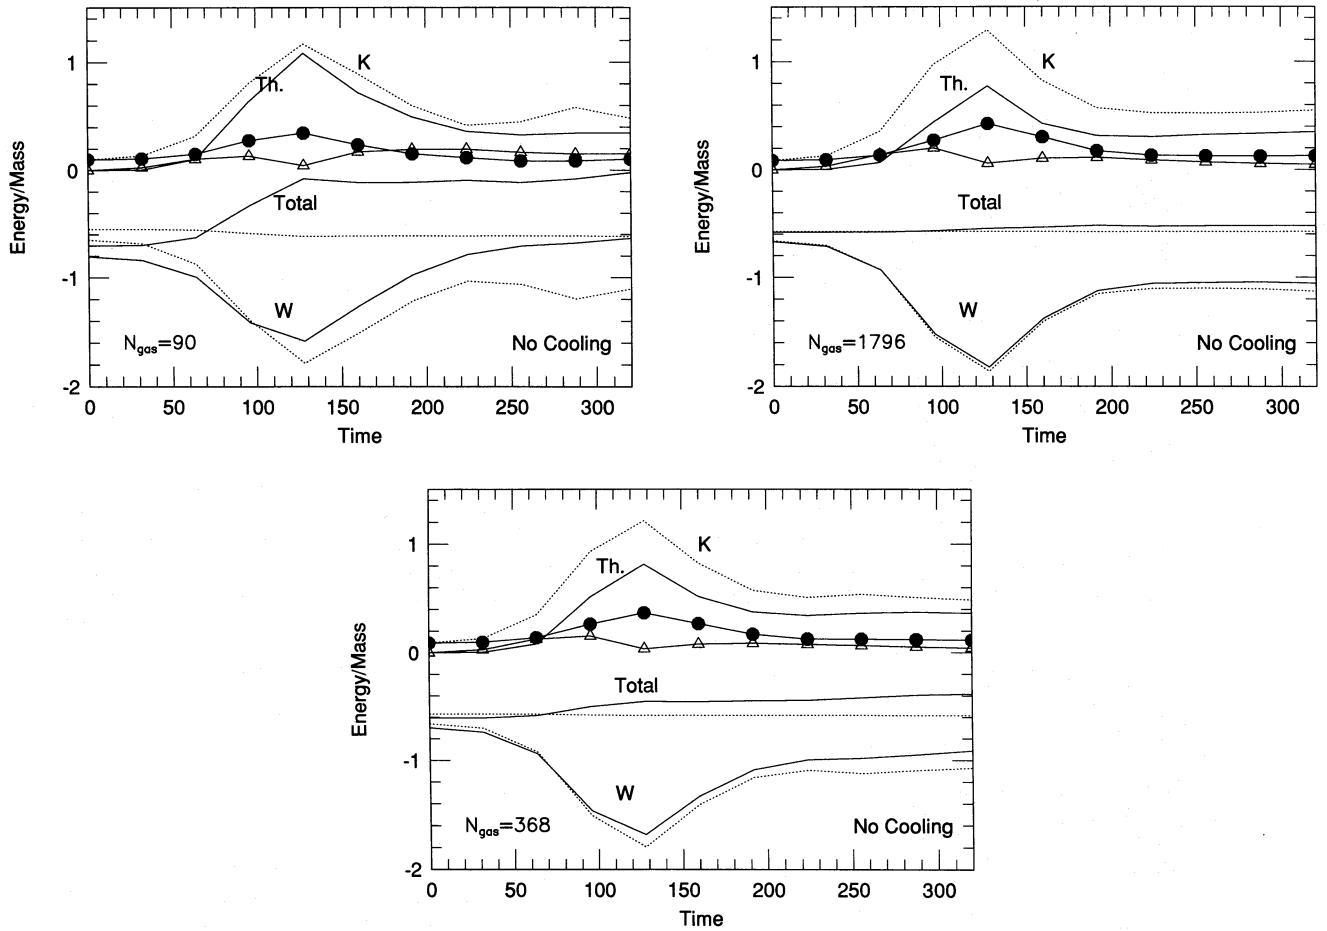 1
0
-1
-2
Energy/Mass
K
Th.
Total
W
N_gas=90
No Cooling
0 50 100 150 200 250 300
Time
1
0
-1
-2
Energy/Mass
K
Th.
Total
W
N_gas=1796
No Cooling
0 50 100 150 200 250 300
Time
1
0
-1
-2
Energy/Mass
K
Th.
Total
W
N_gas=368
No Cooling
0 50 100 150 200 250 300
Time